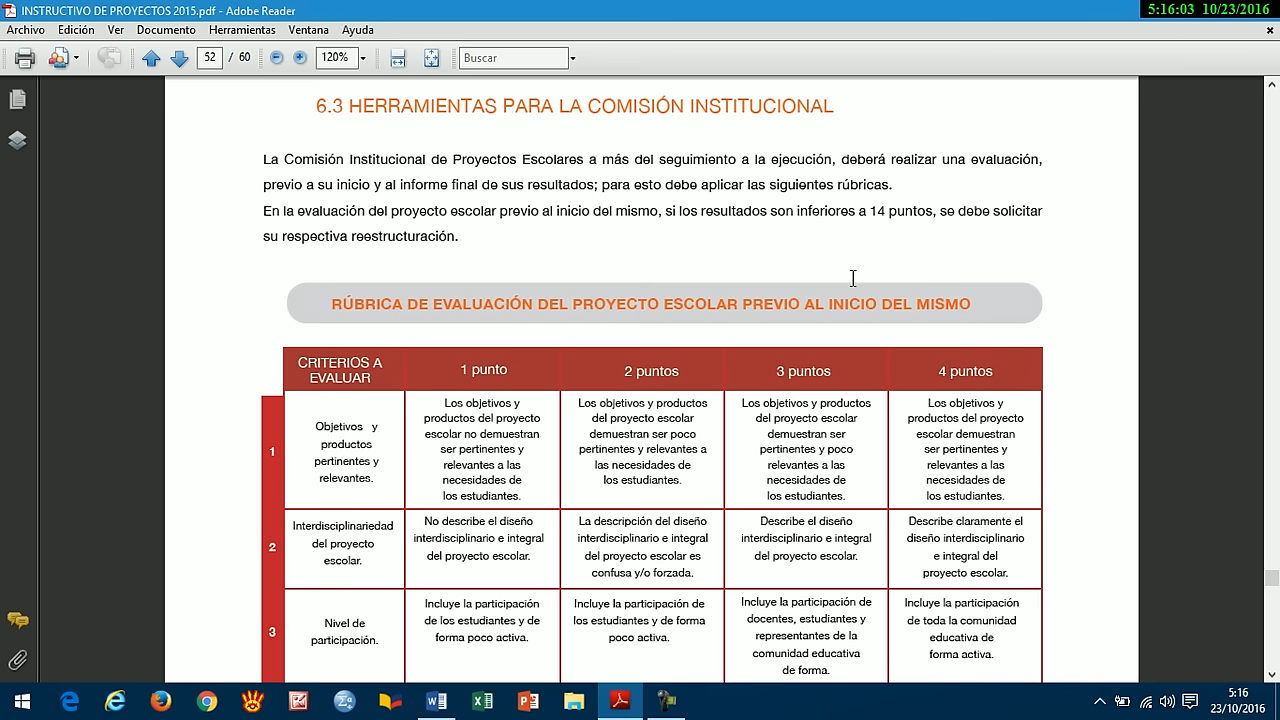 INSTRUCTIVO DE PROYECTOS 2015.pdf - Adobe Reader
5:16:03 10/23/2016
Archivo Edición Ver Documento Herramientas Ventana Ayuda
52 / 60 120% Buscar
6.3 HERRAMIENTAS PARA LA COMISIÓN INSTITUCIONAL
La Comisión Institucional de Proyectos Escolares a más del seguimiento a la ejecución, deberá realizar una evaluación,
previo a su inicio y al informe final de sus resultados; para esto debe aplicar las siguientes rúbricas.
En la evaluación del proyecto escolar previo al inicio del mismo, si los resultados son inferiores a 14 puntos, se debe solicitar
su respectiva reestructuración.
RÚBRICA DE EVALUACIÓN DEL PROYECTO ESCOLAR PREVIO AL INICIO DEL MISMO
CRITERIOS A
EVALUAR
1 punto
2 puntos
3 puntos
4 puntos
1
Objetivos y
productos
pertinentes y
relevantes.
Los objetivos y
productos del proyecto
escolar no demuestran
ser pertinentes y
relevantes a las
necesidades de
los estudiantes.
Los objetivos y productos
del proyecto escolar
demuestran ser poco
pertinentes y relevantes a
las necesidades de
los estudiantes.
Los objetivos y productos
del proyecto escolar
demuestran ser
pertinentes y poco
relevantes a las
necesidades de
los estudiantes.
Los objetivos y
productos del proyecto
escolar demuestran
ser pertinentes y
relevantes a las
necesidades de
los estudiantes.
2
Interdisciplinariedad
del proyecto
escolar.
No describe el diseño
interdisciplinario e integral
del proyecto escolar.
La descripción del diseño
interdisciplinario e integral
del proyecto escolar es
confusa y/o forzada.
Describe el diseño
interdisciplinario e integral
del proyecto escolar.
Describe claramente el
diseño interdisciplinario
e integral del
proyecto escolar.
3
Nivel de
participación.
Incluye la participación
de los estudiantes y de
forma poco activa.
Incluye la participación de
los estudiantes y de forma
poco activa.
Incluye la participación de
docentes, estudiantes y
representantes de la
comunidad educativa
de forma.
Incluye la participación
de toda la comunidad
educativa de
forma activa.
5:16
23/10/2016